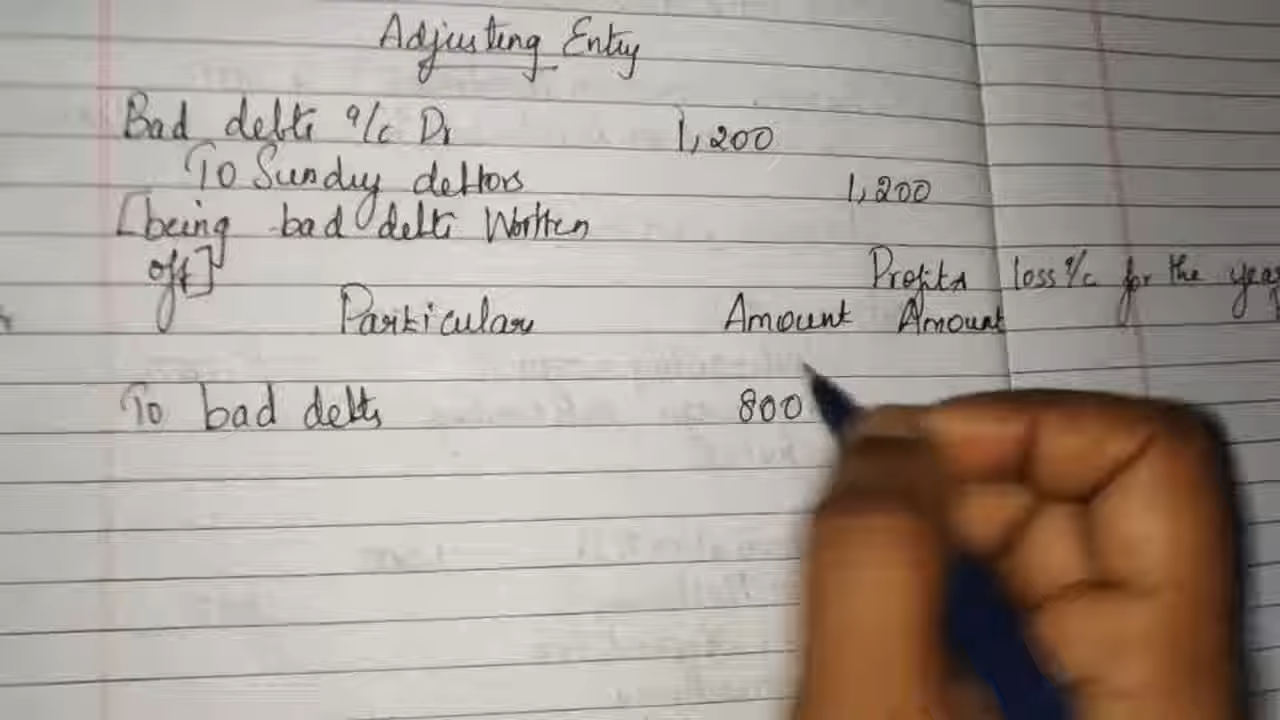 Adjusting Entry
Bad debts a/c Dr 1,200
To Sundry debtors 1,200
[being bad debts Written
off]
Profit & loss a/c for the year
Particulars Amount Amount
To bad debts 800